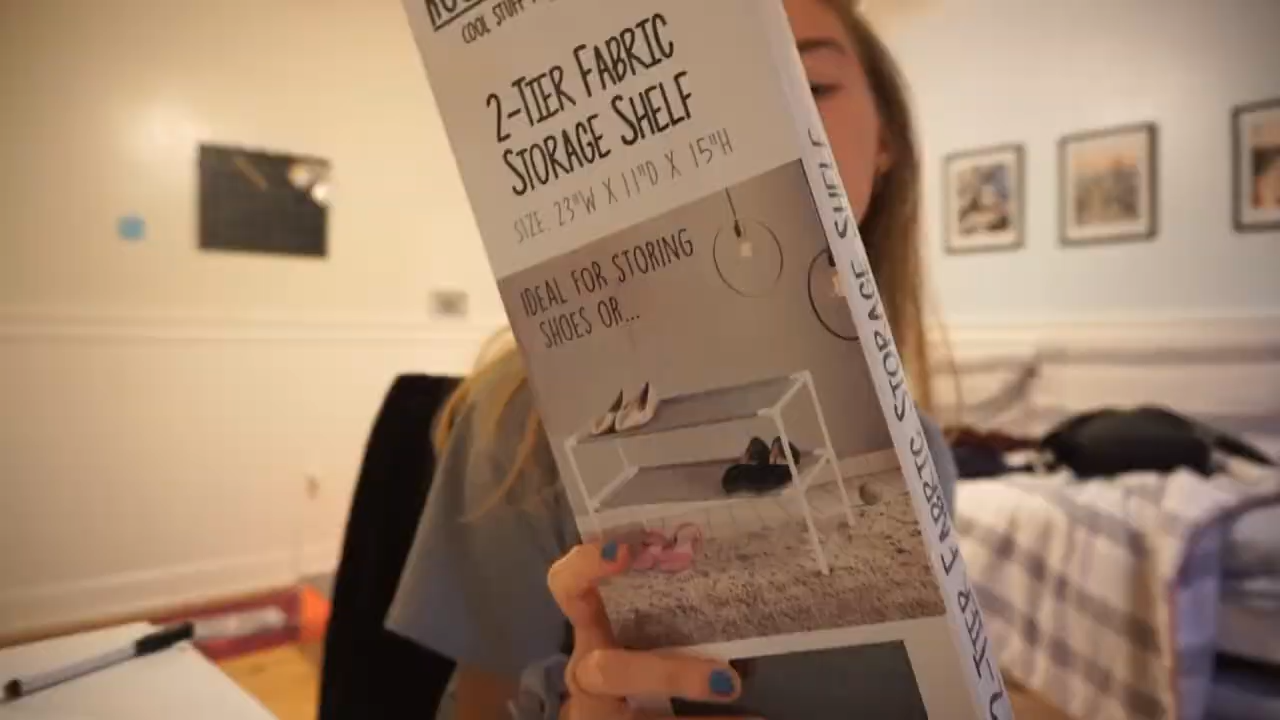 COOL STUFF
2-TIER FABRIC
STORAGE SHELF
SIZE: 23"W X 11"D X 15"H
IDEAL FOR STORING
SHOES OR...
2-TIER FABRIC STORAGE SHELF